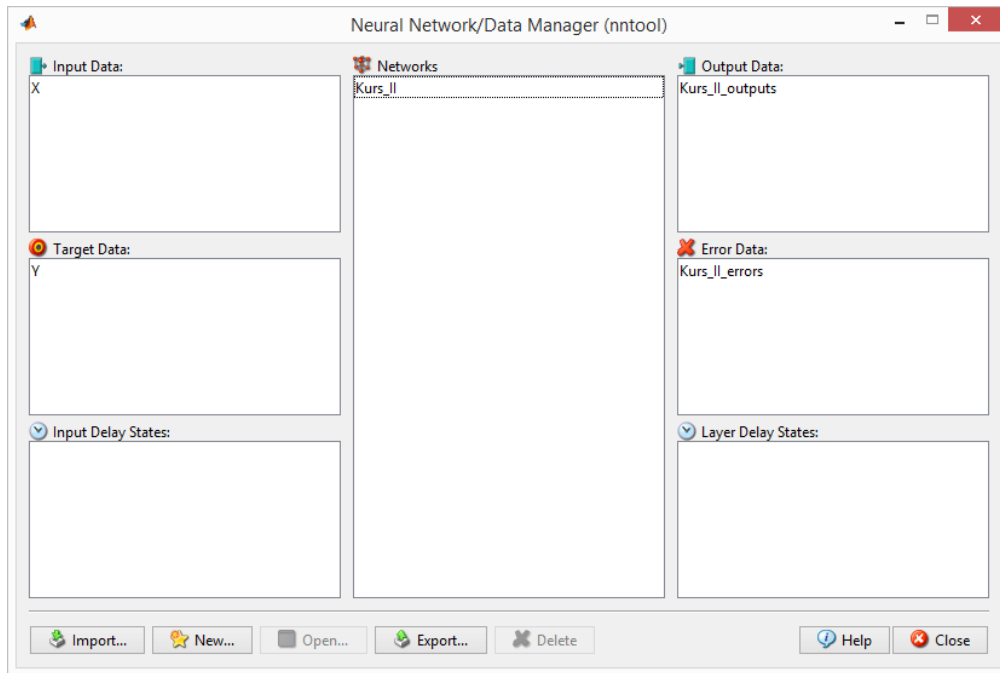 Neural Network/Data Manager (nntool)
Input Data:
X
Networks
Kurs_II
Output Data:
Kurs_II_outputs
Target Data:
Y
Error Data:
Kurs_II_errors
Input Delay States:
Layer Delay States:
Import...
New...
Open...
Export...
Delete
Help
Close